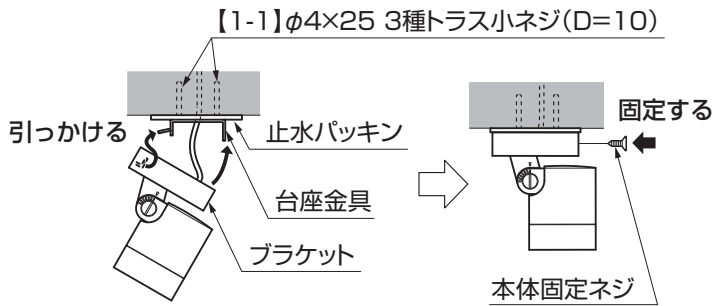 【1-1】φ4×25 3種トラス小ネジ(D=10)
引っかける
止水パッキン
台座金具
ブラケット
固定する
本体固定ネジ